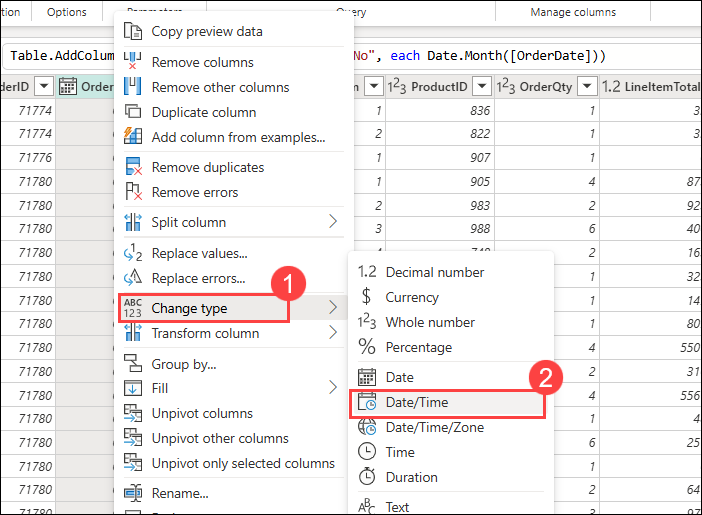 tion Options Parameters Query Manage columns
Table.AddColum No", each Date.Month([OrderDate]))
derID Order m 1²3 ProductID 1²3 OrderQty 1.2 LineItemTotal
Copy preview data
Remove columns
Remove other columns
Duplicate column
Add column from examples...
Remove duplicates
Remove errors
Split column
Replace values...
Replace errors...
ABC 123 Change type
1
Transform column
Group by...
Fill
Unpivot columns
Unpivot other columns
Unpivot only selected columns
Rename...
1.2 Decimal number
$ Currency
1²3 Whole number
% Percentage
Date
2
Date/Time
Date/Time/Zone
Time
Duration
ABC Text
71774 1 836 1 3
71774 2 822 1 3
71776 1 907 1
71780 1 905 4 87
71780 2 983 2 92
71780 3 988 6 40
71780 4 748 2 16
71780 1 32
71780 1 14
71780 1 80
71780 4 550
71780 2 31
71780 4 556
71780 1 4
71780 6 25
71780 1
71780 2 64
71780 3 97